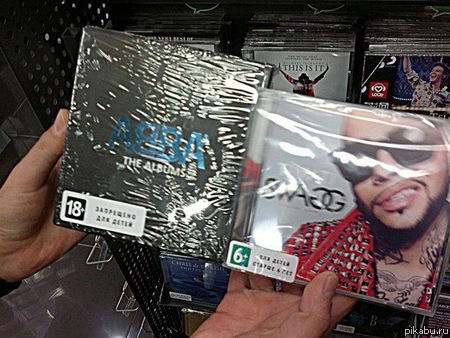 THIS IS IT
ABBA
THE ALBUMS
SWAGG
18+
ЗАПРЕЩЕНО
ДЛЯ ДЕТЕЙ
6+
ДЛЯ ДЕТЕЙ
СТАРШЕ 6 ЛЕТ
pikabu.ru